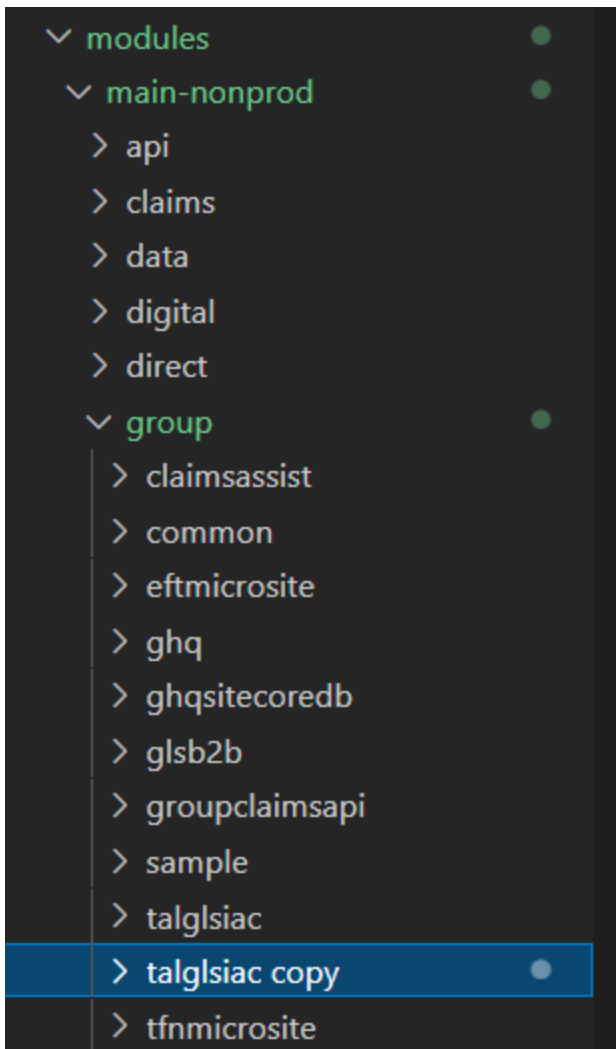 modules
main-nonprod
api
claims
data
digital
direct
group
claimsassist
common
eftmicrosite
ghq
ghqsitecoredb
glsb2b
groupclaimsapi
sample
talglsiac
talglsiac copy
tfnmicrosite